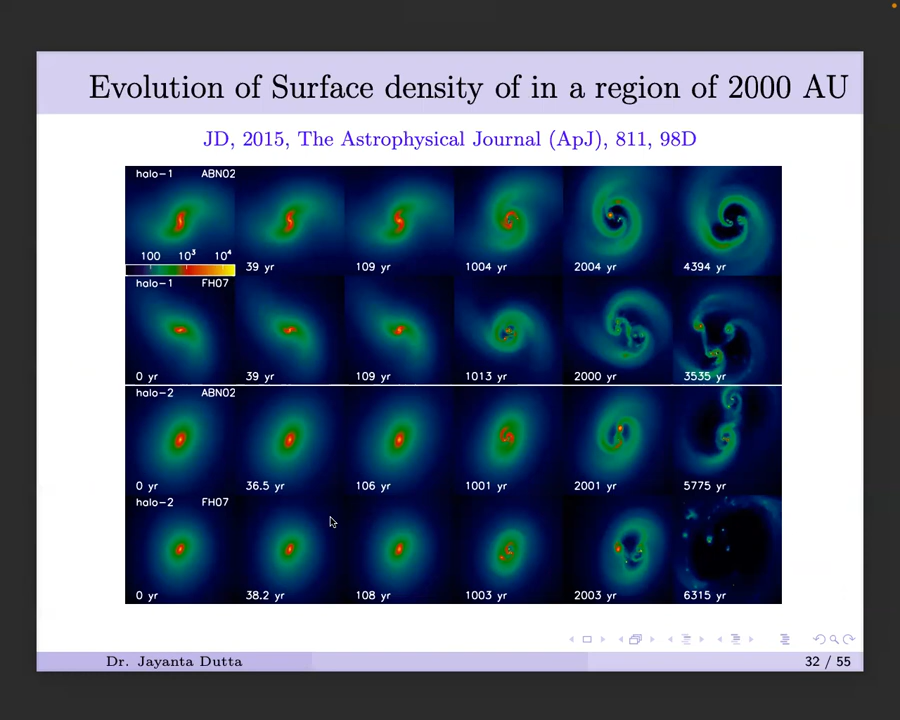 Evolution of Surface density of in a region of 2000 AU
JD, 2015, The Astrophysical Journal (ApJ), 811, 98D
halo-1 ABN02
100 10³ 10⁴
39 yr 109 yr 1004 yr 2004 yr 4394 yr
halo-1 FH07
0 yr 39 yr 109 yr 1013 yr 2000 yr 3535 yr
halo-2 ABN02
0 yr 36.5 yr 106 yr 1001 yr 2001 yr 5775 yr
halo-2 FH07
0 yr 38.2 yr 108 yr 1003 yr 2003 yr 6315 yr
Dr. Jayanta Dutta 32 / 55